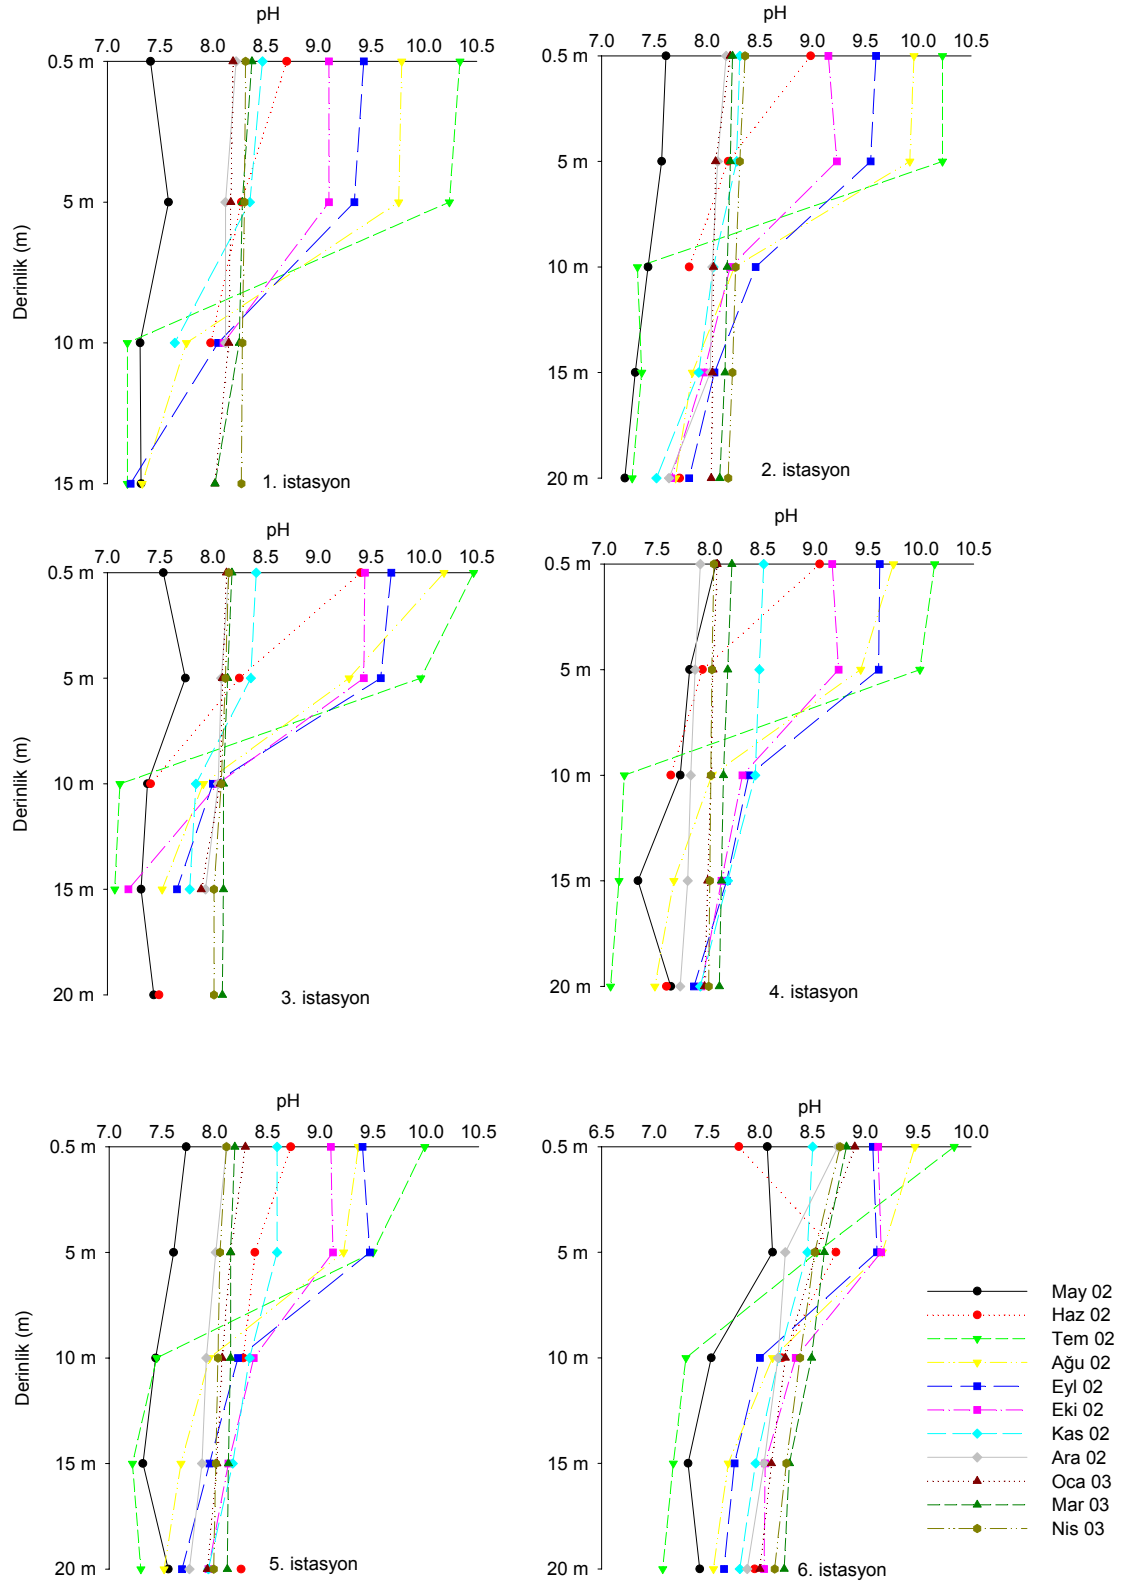 pH
7.0 7.5 8.0 8.5 9.0 9.5 10.0 10.5
0.5 m
5 m
10 m
15 m
Derinlik (m)
1. istasyon
pH
7.0 7.5 8.0 8.5 9.0 9.5 10.0 10.5
0.5 m
5 m
10 m
15 m
20 m
2. istasyon
pH
7.0 7.5 8.0 8.5 9.0 9.5 10.0 10.5
0.5 m
5 m
10 m
15 m
20 m
Derinlik (m)
3. istasyon
pH
7.0 7.5 8.0 8.5 9.0 9.5 10.0 10.5
0.5 m
5 m
10 m
15 m
20 m
4. istasyon
pH
7.0 7.5 8.0 8.5 9.0 9.5 10.0 10.5
0.5 m
5 m
10 m
15 m
20 m
Derinlik (m)
5. istasyon
pH
6.5 7.0 7.5 8.0 8.5 9.0 9.5 10.0
0.5 m
5 m
10 m
15 m
20 m
6. istasyon
May 02
Haz 02
Tem 02
Ağu 02
Eyl 02
Eki 02
Kas 02
Ara 02
Oca 03
Mar 03
Nis 03